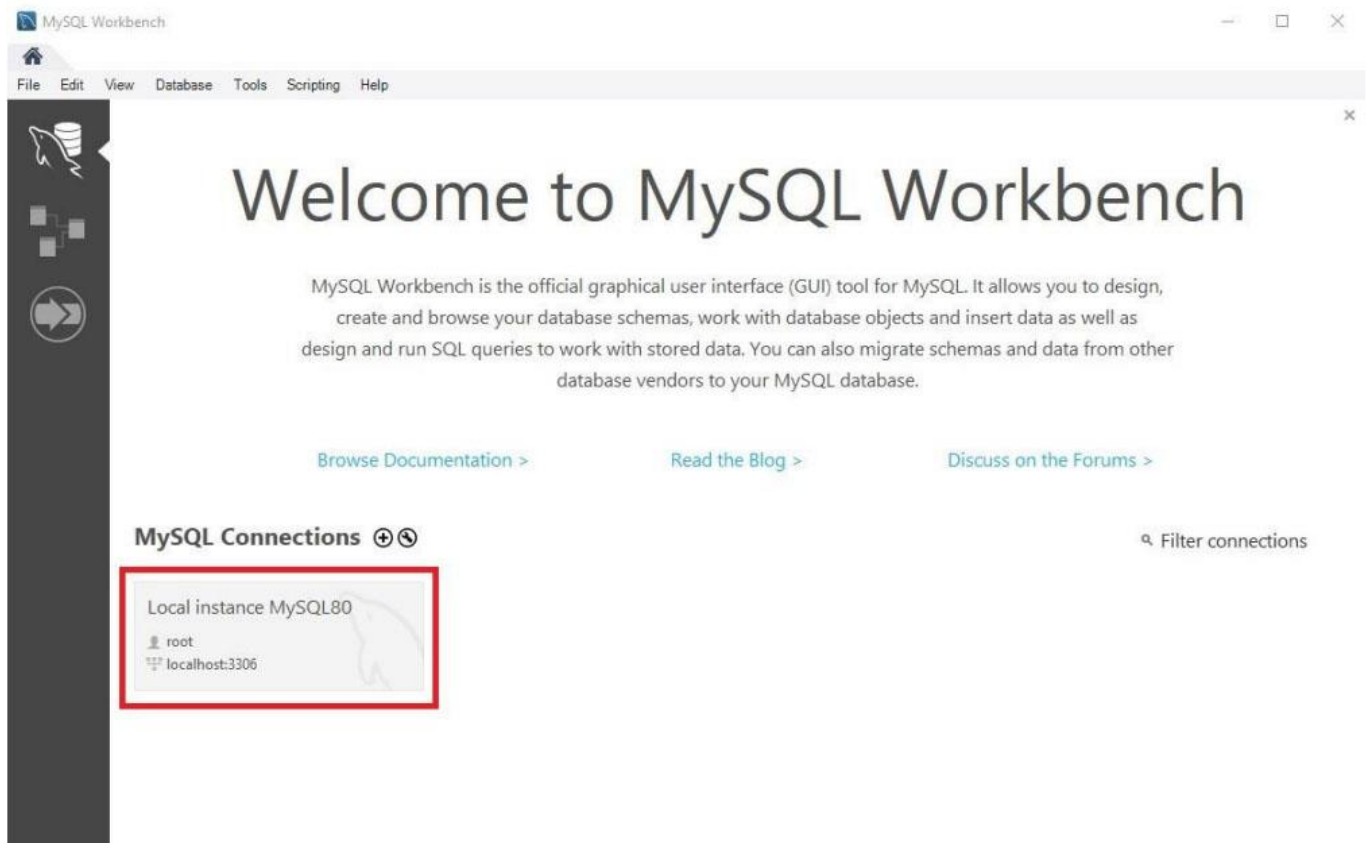 MySQL Workbench
File Edit View Database Tools Scripting Help
Welcome to MySQL Workbench
MySQL Workbench is the official graphical user interface (GUI) tool for MySQL. It allows you to design,
create and browse your database schemas, work with database objects and insert data as well as
design and run SQL queries to work with stored data. You can also migrate schemas and data from other
database vendors to your MySQL database.
Browse Documentation > Read the Blog > Discuss on the Forums >
MySQL Connections Filter connections
Local instance MySQL80
root
localhost:3306